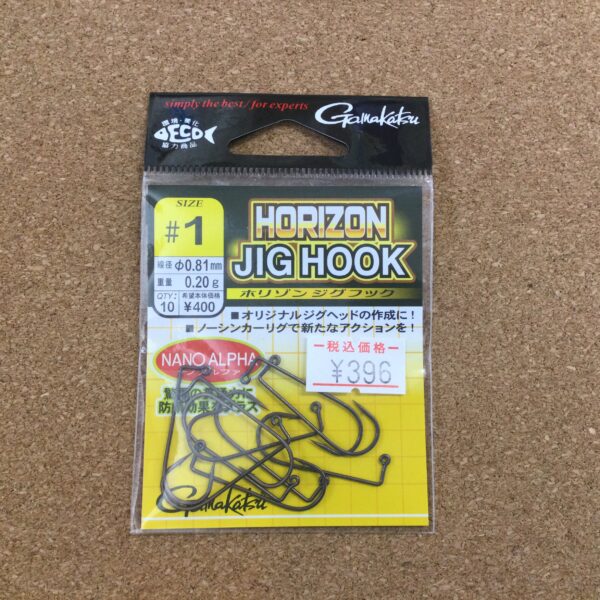 simply the best/for experts
Gamakatsu
環境・変化
ECO
協力商品
SIZE
#1
HORIZON
JIG HOOK
ホリゾンジグフック
線径 φ0.81mm
重量 0.20g
QTY: 10 希望本体価格 ¥400
■オリジナルジグヘッドの作成に!
■ノーシンカーリグで新たなアクションを!
税込価格
¥396
NANO ALPHA
Gamakatsu